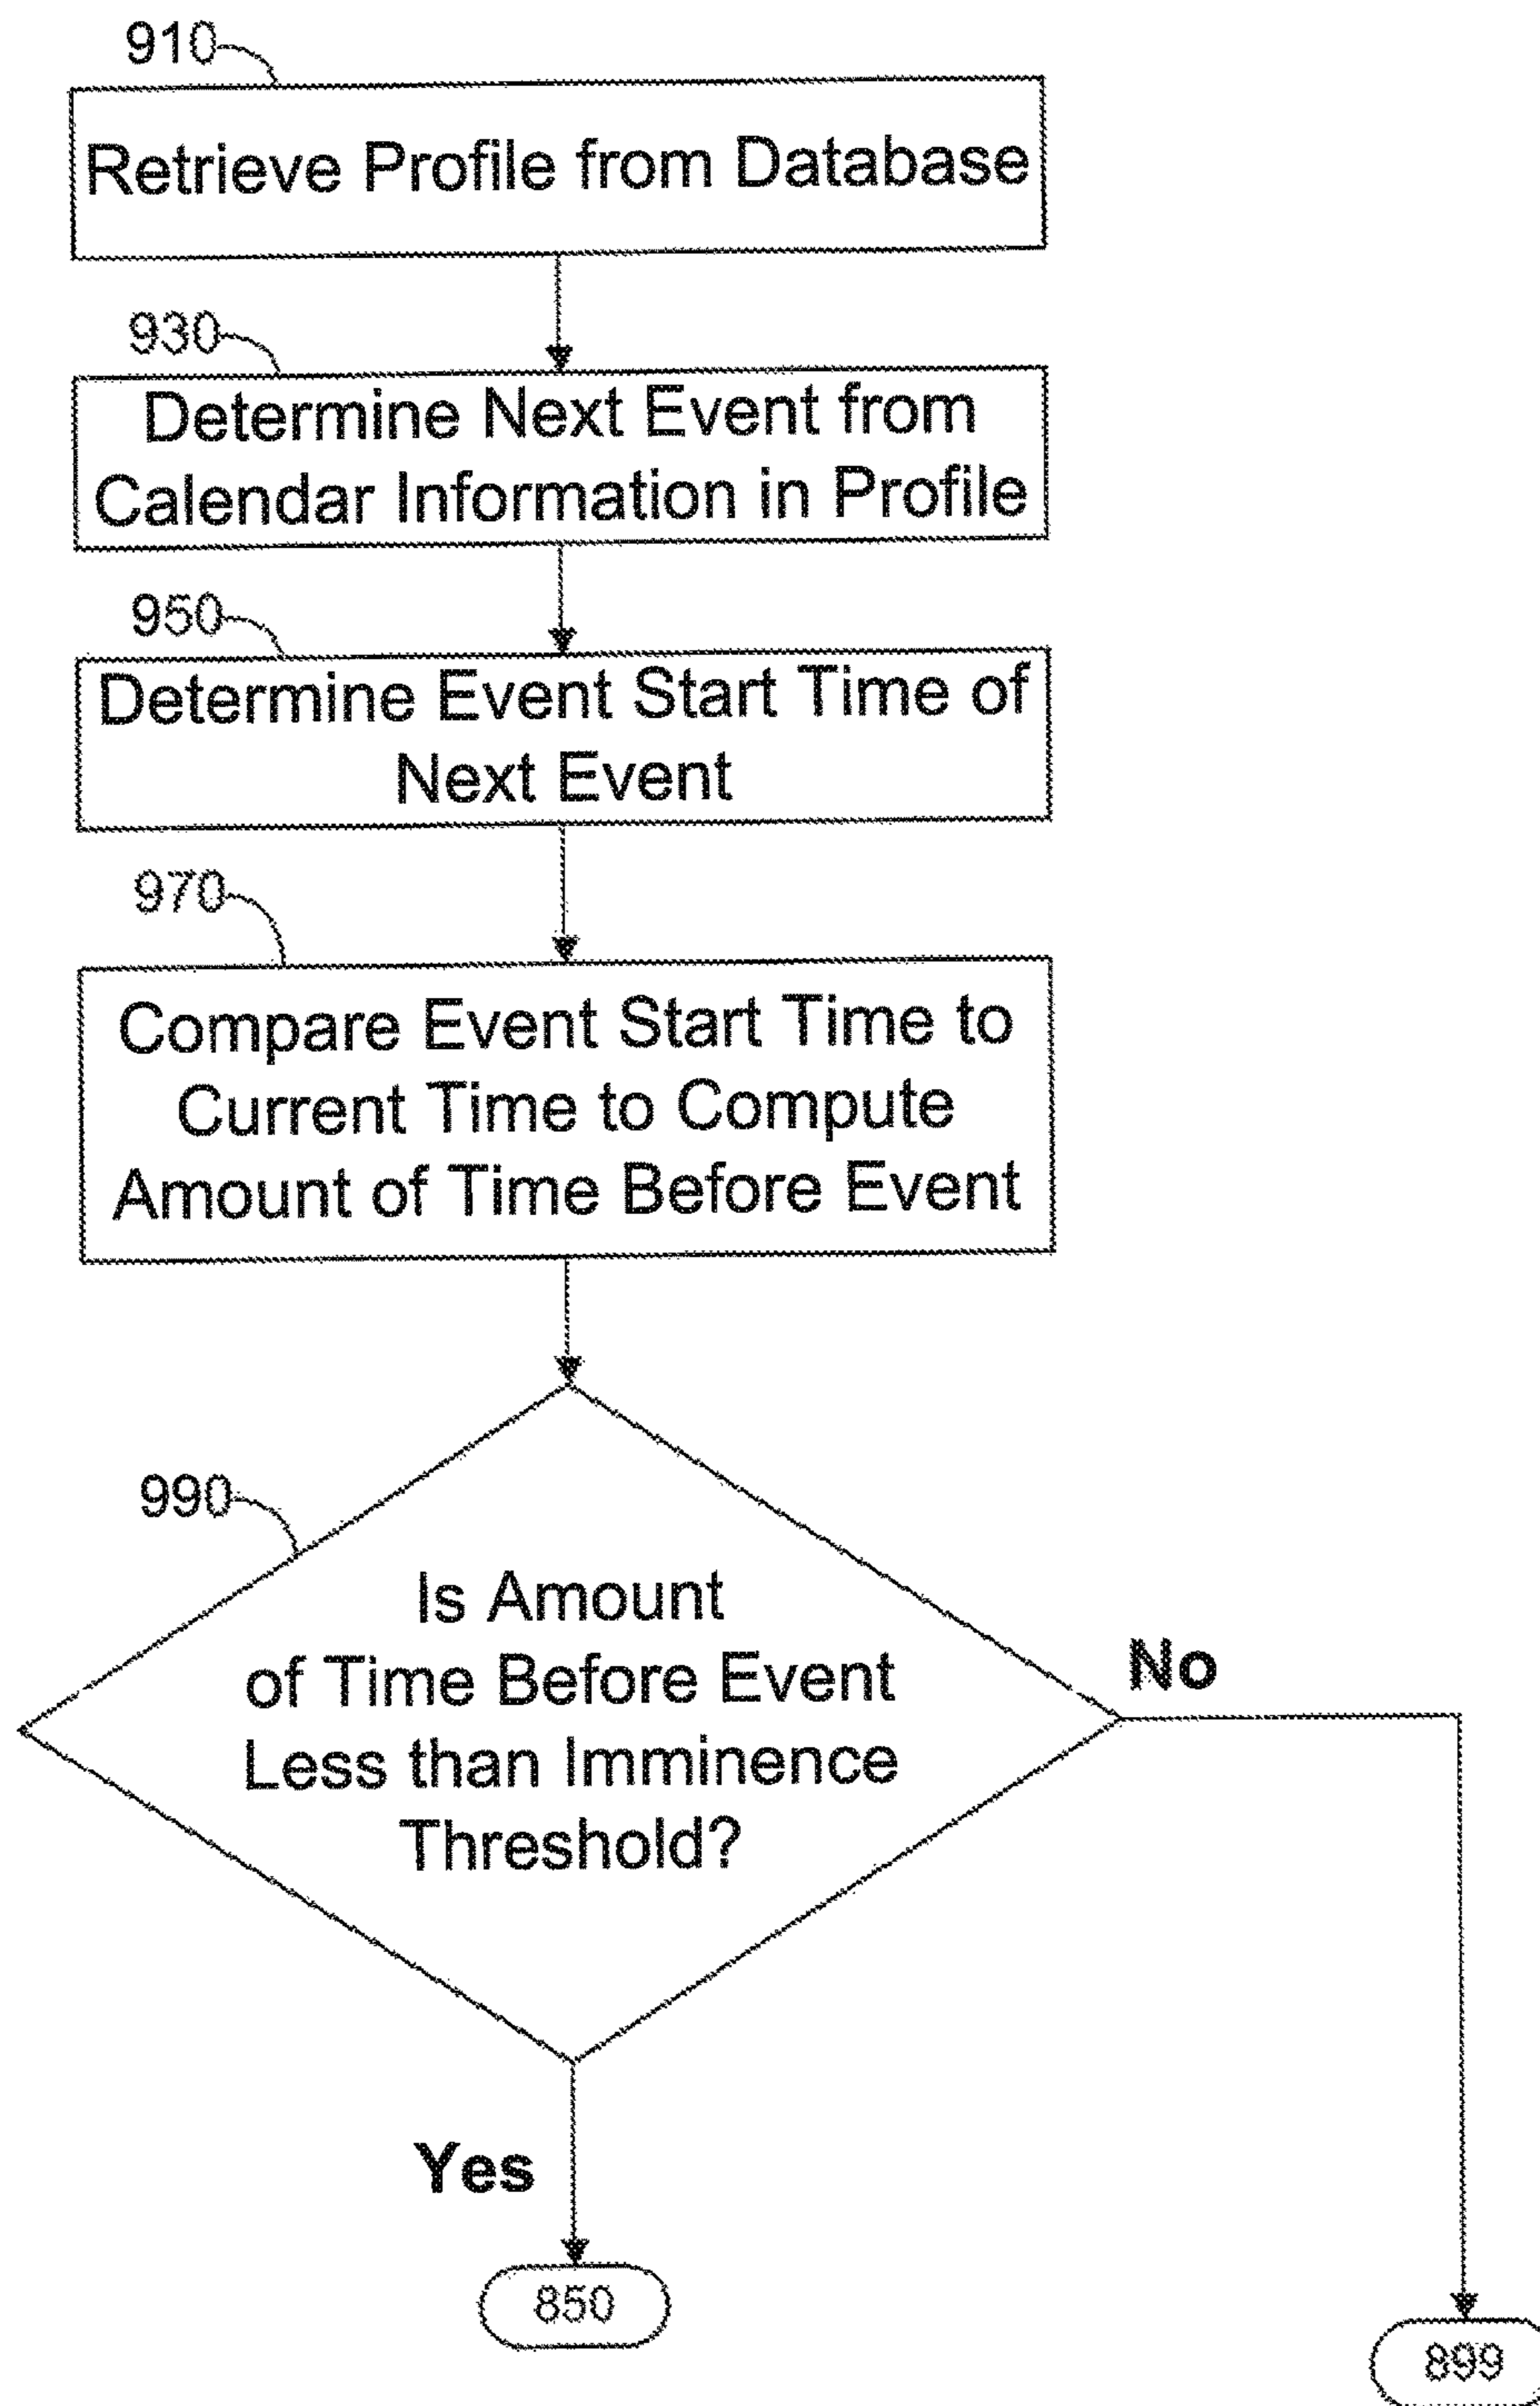 910
Retrieve Profile from Database
930
Determine Next Event from
Calendar Information in Profile
950
Determine Event Start Time of
Next Event
970
Compare Event Start Time to
Current Time to Compute
Amount of Time Before Event
990
Is Amount
of Time Before Event
Less than Imminence
Threshold?
No
Yes
850
899